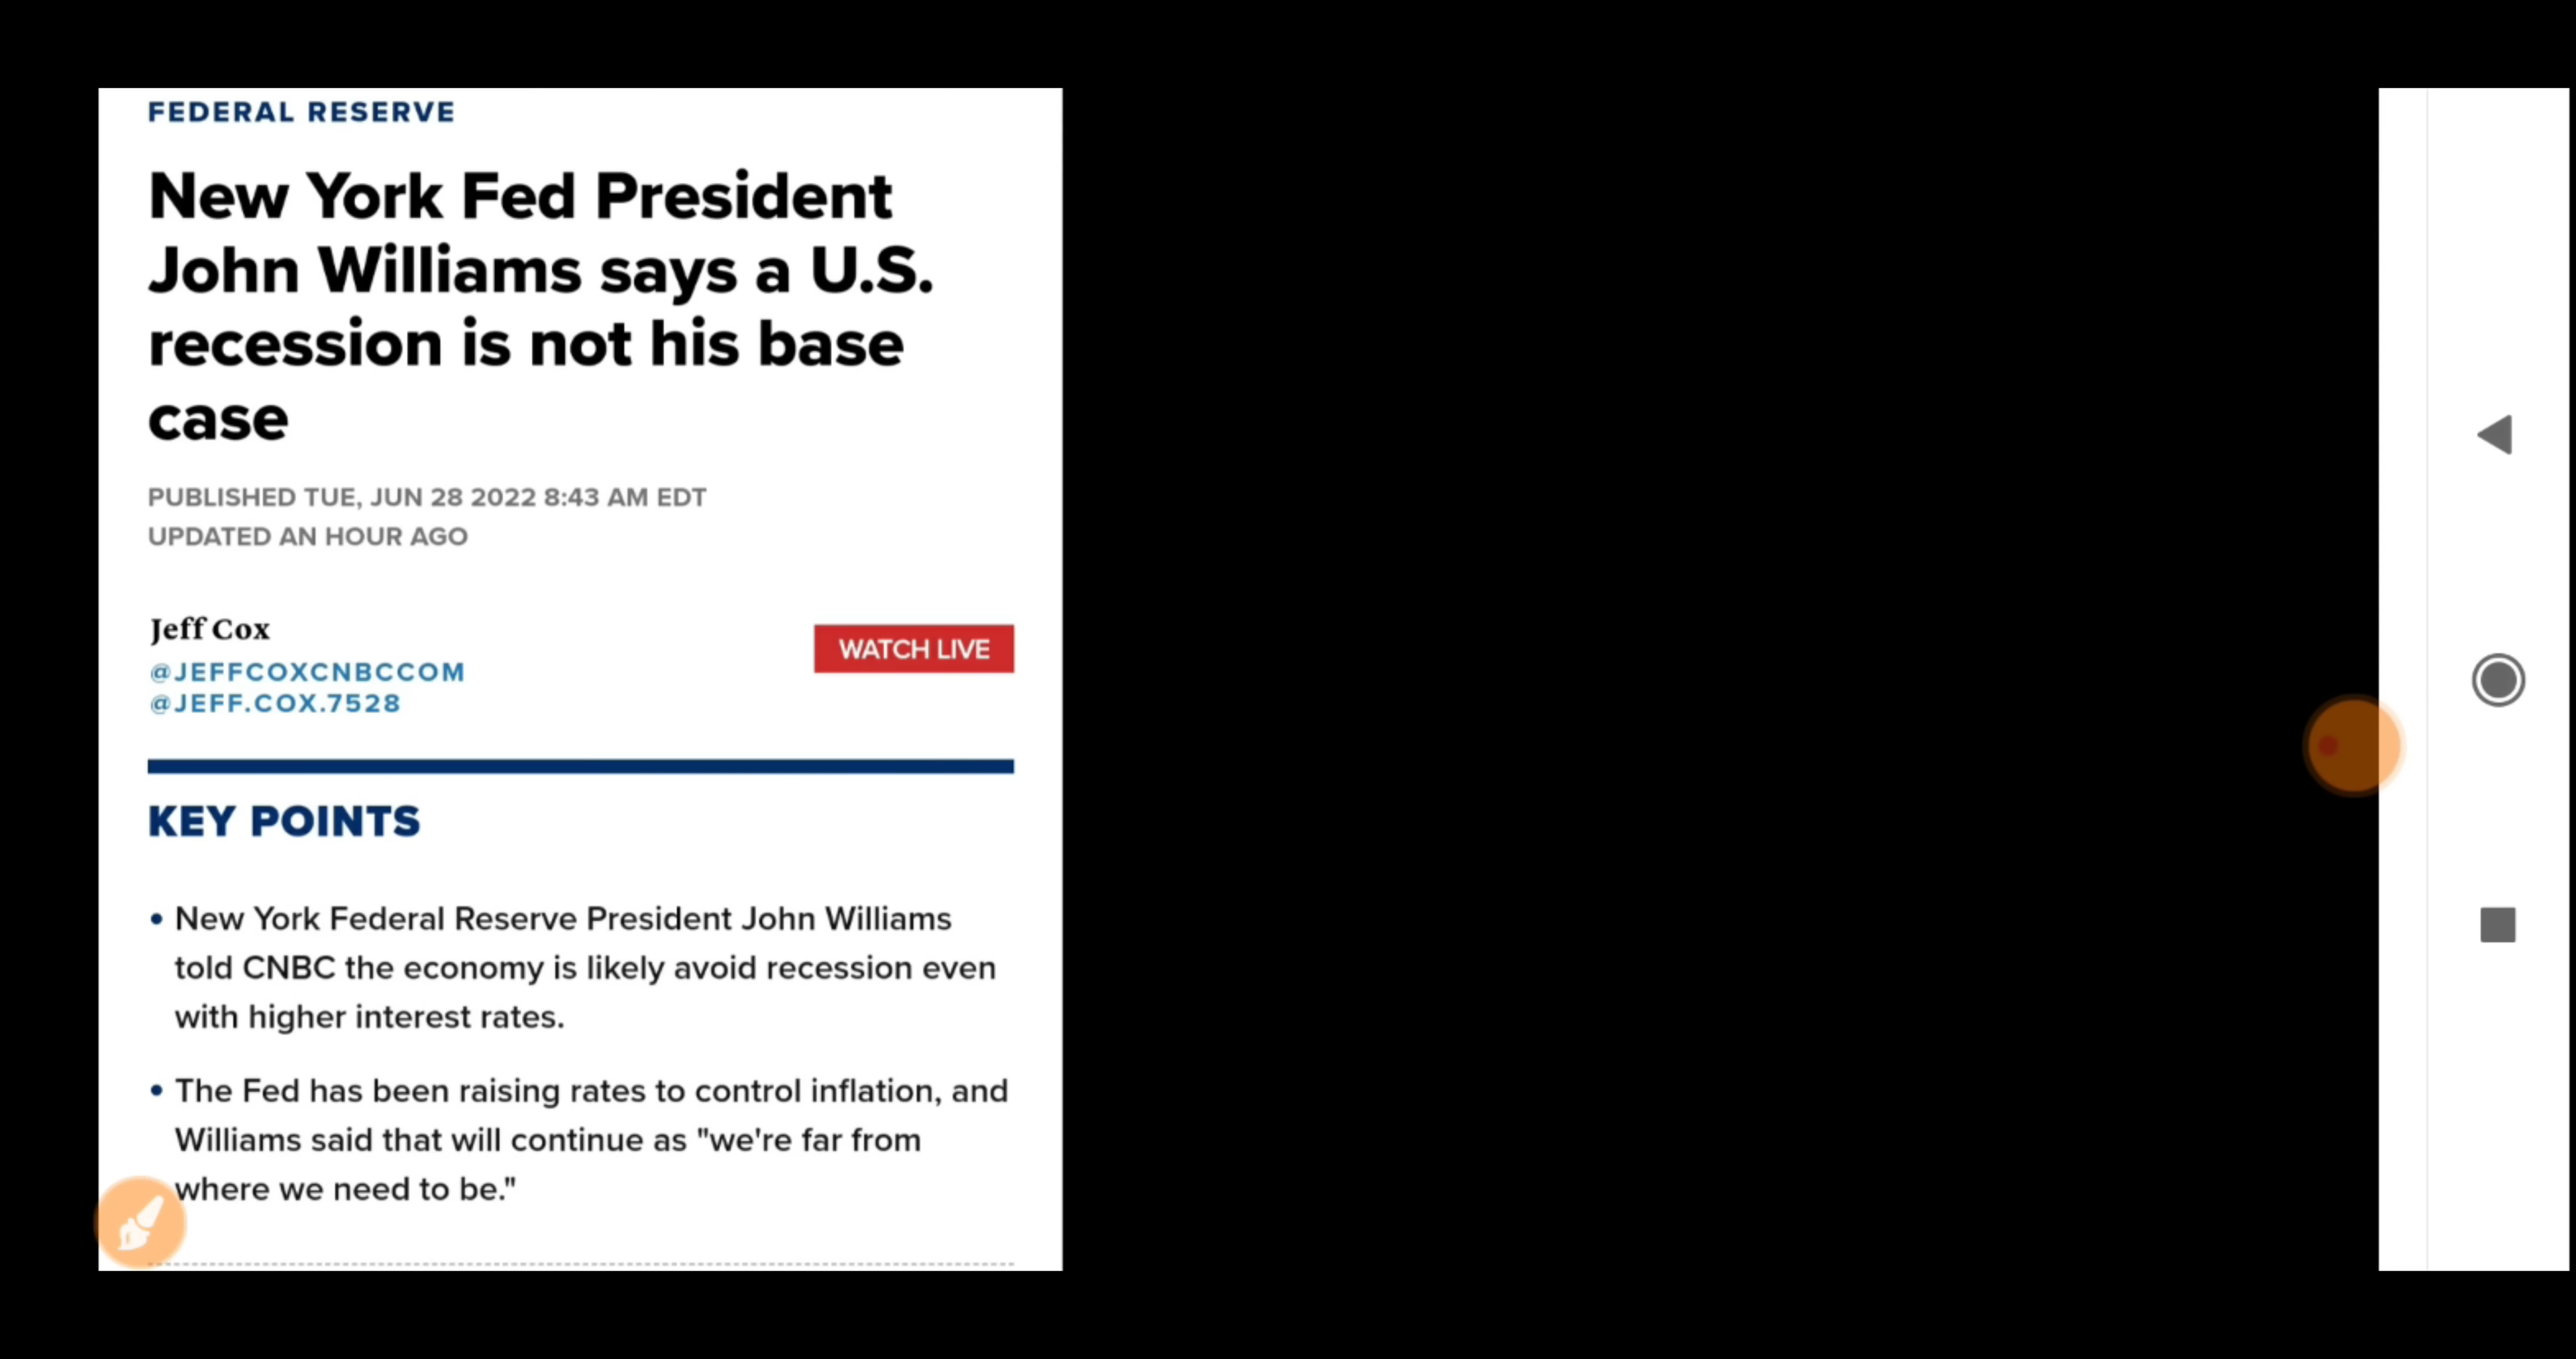 FEDERAL RESERVE
New York Fed President
John Williams says a U.S.
recession is not his base
case
PUBLISHED TUE, JUN 28 2022 8:43 AM EDT
UPDATED AN HOUR AGO
Jeff Cox
@JEFFCOXCNBCCOM
@JEFF.COX.7528
WATCH LIVE
KEY POINTS
• New York Federal Reserve President John Williams
told CNBC the economy is likely avoid recession even
with higher interest rates.
• The Fed has been raising rates to control inflation, and
Williams said that will continue as "we're far from
where we need to be."